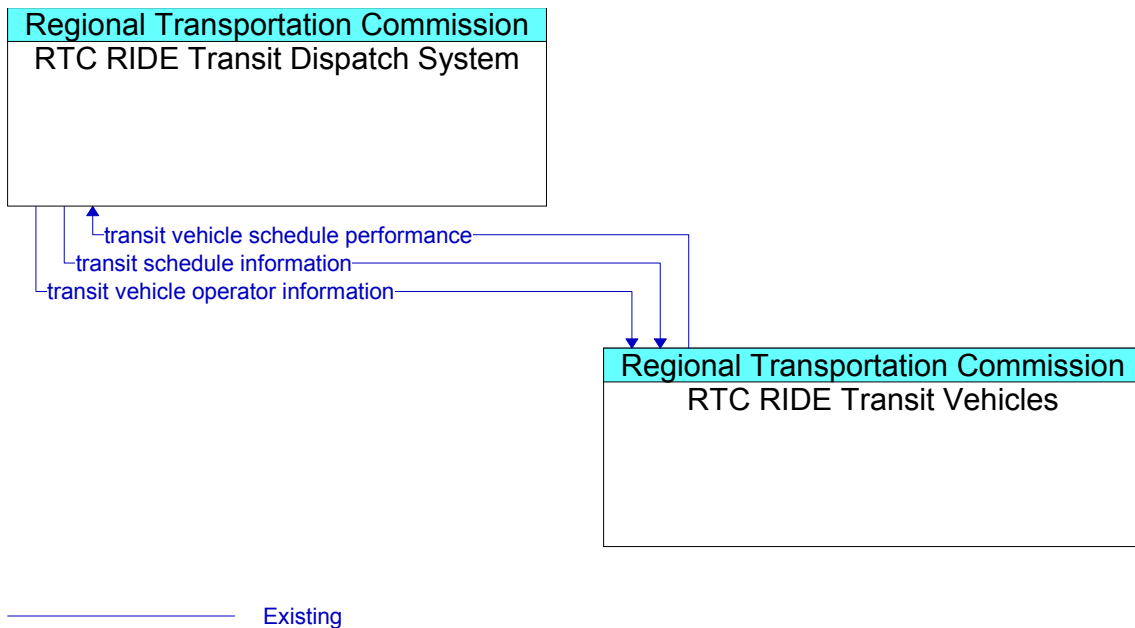 Regional Transportation Commission
RTC RIDE Transit Dispatch System
transit vehicle schedule performance
transit schedule information
transit vehicle operator information
Regional Transportation Commission
RTC RIDE Transit Vehicles
Existing